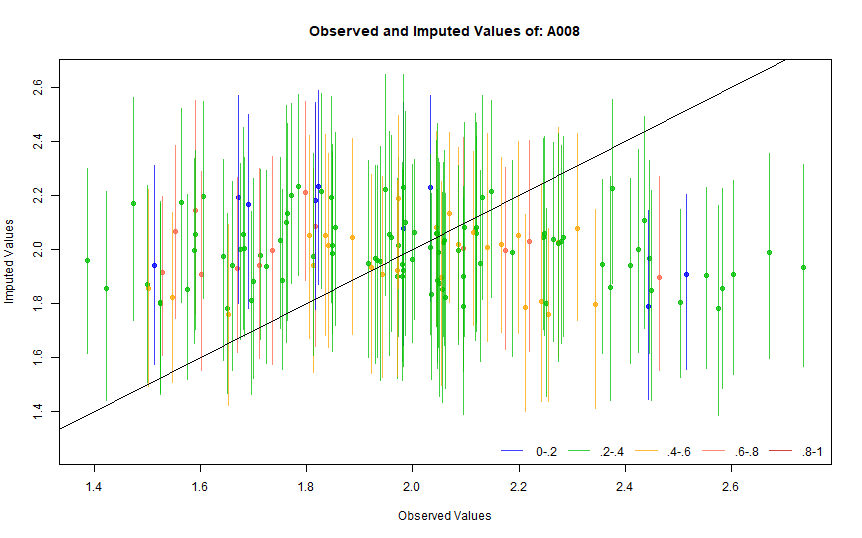 Observed and Imputed Values of: A008
Imputed Values
2.6
2.4
2.2
2.0
1.8
1.6
1.4
0-.2 .2-.4 .4-.6 .6-.8 .8-1
1.4 1.6 1.8 2.0 2.2 2.4 2.6
Observed Values